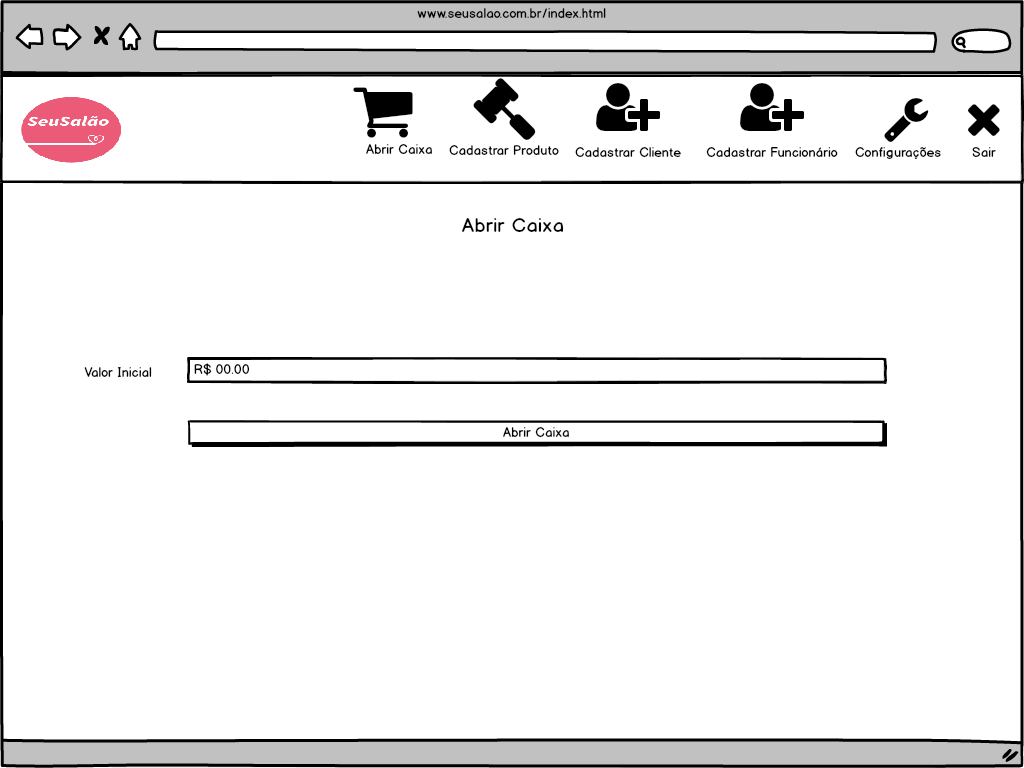 www.seusalao.com.br/index.html
SeuSalão
Abrir Caixa
Cadastrar Produto
Cadastrar Cliente
Cadastrar Funcionário
Configurações
Sair
Abrir Caixa
Valor Inicial
R$ 00.00
Abrir Caixa